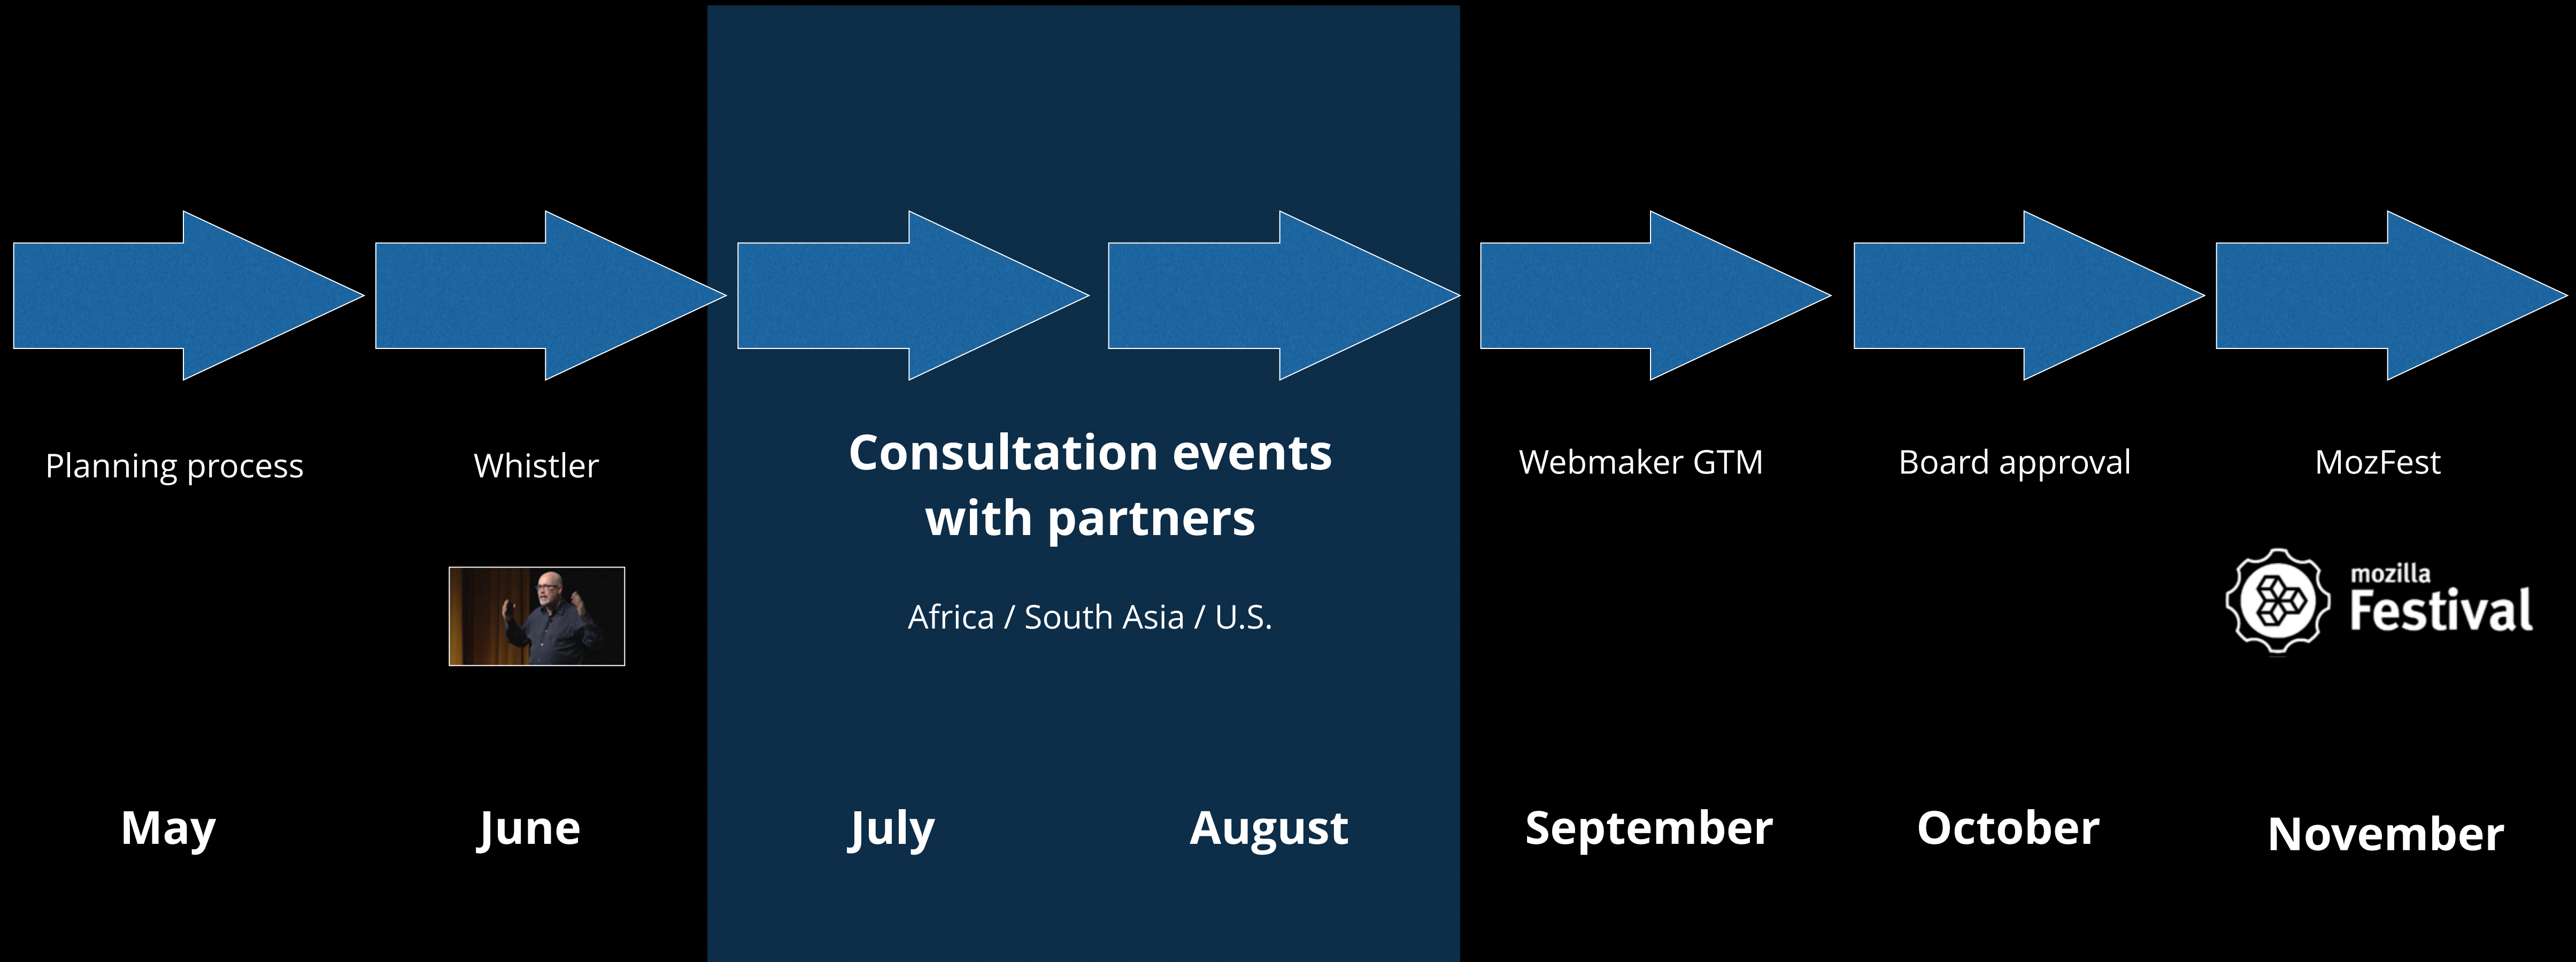 Planning process
Whistler
Consultation events
with partners
Africa / South Asia / U.S.
Webmaker GTM
Board approval
MozFest
mozilla
Festival
May
June
July
August
September
October
November